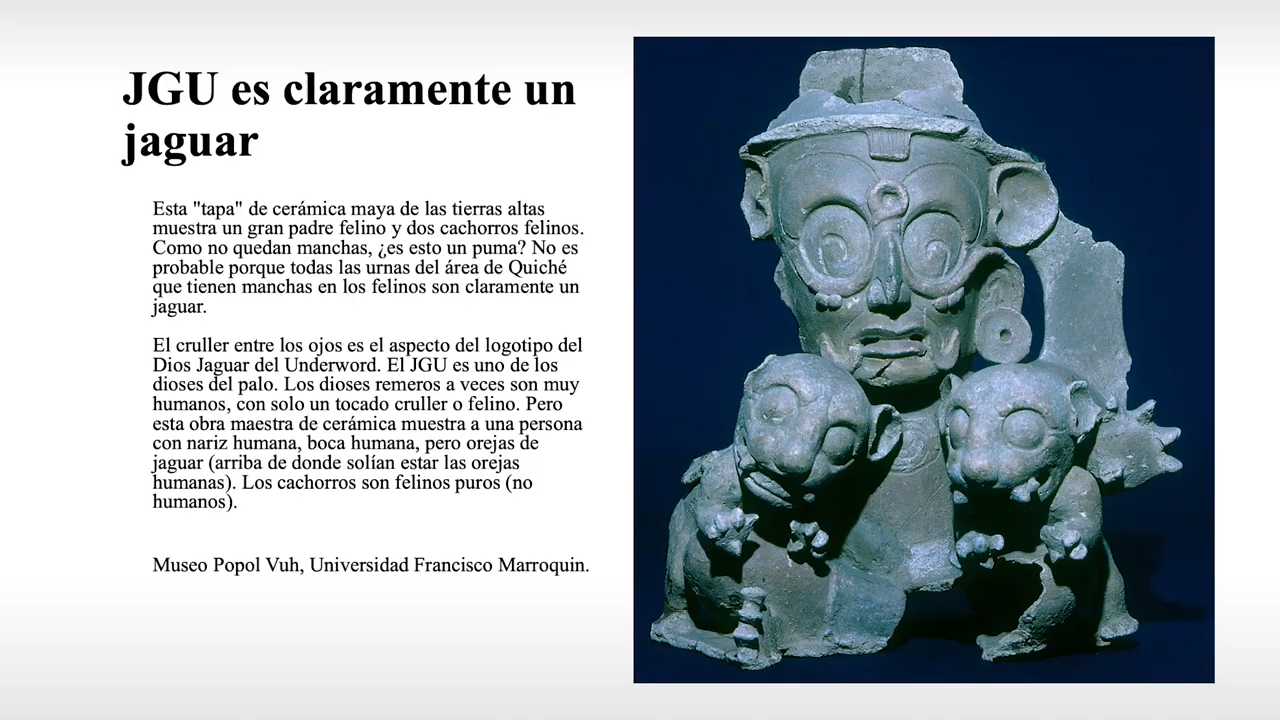 JGU es claramente un
jaguar
Esta "tapa" de cerámica maya de las tierras altas
muestra un gran padre felino y dos cachorros felinos.
Como no quedan manchas, ¿es esto un puma? No es
probable porque todas las urnas del área de Quiché
que tienen manchas en los felinos son claramente un
jaguar.
El cruller entre los ojos es el aspecto del logotipo del
Dios Jaguar del Underword. El JGU es uno de los
dioses del palo. Los dioses remeros a veces son muy
humanos, con solo un tocado cruller o felino. Pero
esta obra maestra de cerámica muestra a una persona
con nariz humana, boca humana, pero orejas de
jaguar (arriba de donde solían estar las orejas
humanas). Los cachorros son felinos puros (no
humanos).
Museo Popol Vuh, Universidad Francisco Marroquin.